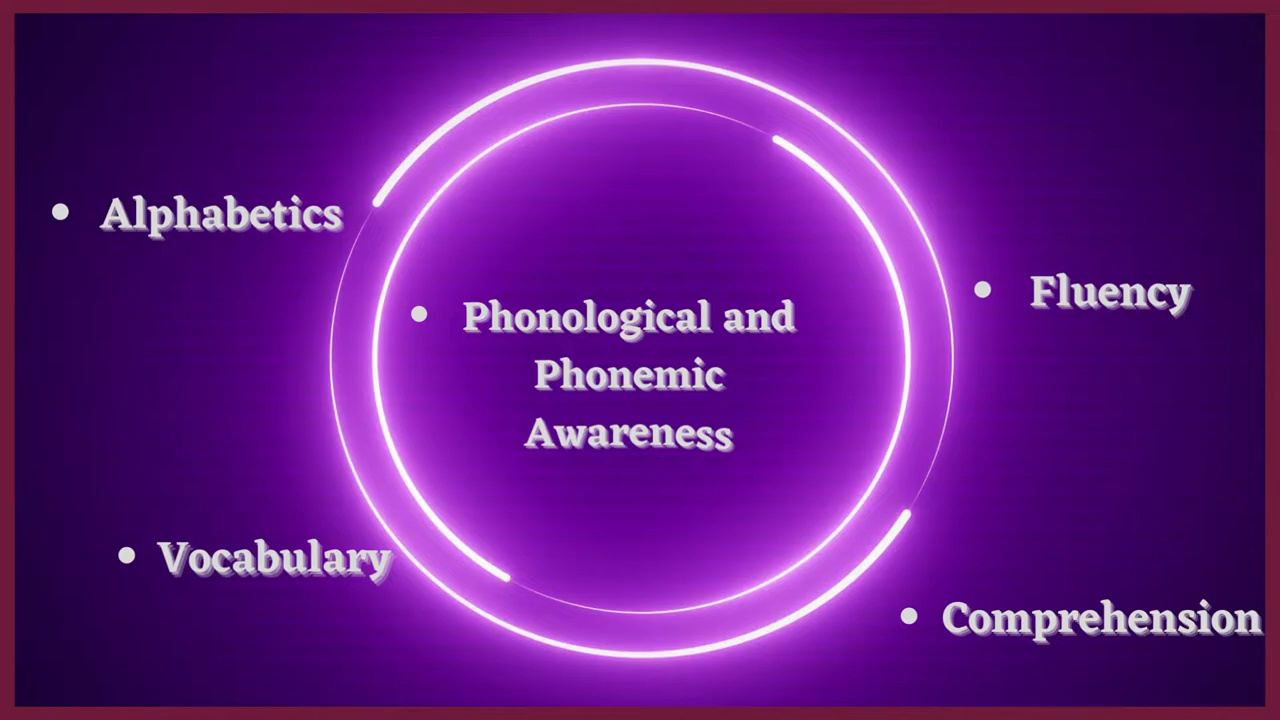 • Alphabetics
• Fluency
• Phonological and
Phonemic
Awareness
• Vocabulary
• Comprehension